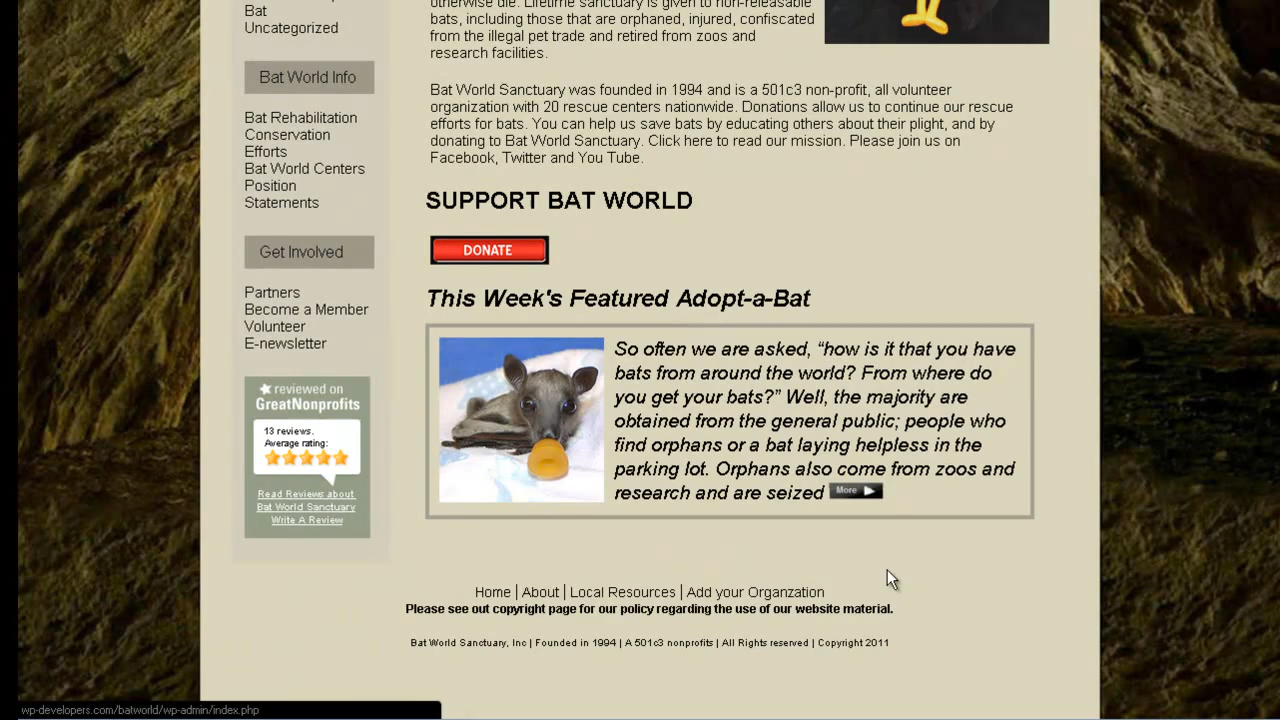 Bat
Uncategorized
Bat World Info
Bat Rehabilitation
Conservation
Efforts
Bat World Centers
Position
Statements
Get Involved
Partners
Become a Member
Volunteer
E-newsletter
reviewed on
GreatNonprofits
13 reviews.
Average rating:
Read Reviews about
Bat World Sanctuary
Write A Review
otherwise die. Lifetime sanctuary is given to non-releasable
bats, including those that are orphaned, injured, confiscated
from the illegal pet trade and retired from zoos and
research facilities.
Bat World Sanctuary was founded in 1994 and is a 501c3 non-profit, all volunteer
organization with 20 rescue centers nationwide. Donations allow us to continue our rescue
efforts for bats. You can help us save bats by educating others about their plight, and by
donating to Bat World Sanctuary. Click here to read our mission. Please join us on
Facebook, Twitter and You Tube.
SUPPORT BAT WORLD
DONATE
This Week's Featured Adopt-a-Bat
So often we are asked, “how is it that you have
bats from around the world? From where do
you get your bats?” Well, the majority are
obtained from the general public; people who
find orphans or a bat laying helpless in the
parking lot. Orphans also come from zoos and
research and are seized More
Home | About | Local Resources | Add your Organzation
Please see out copyright page for our policy regarding the use of our website material.
Bat World Sanctuary, Inc | Founded in 1994 | A 501c3 nonprofits | All Rights reserved | Copyright 2011
wp-developers.com/batworld/wp-admin/index.php